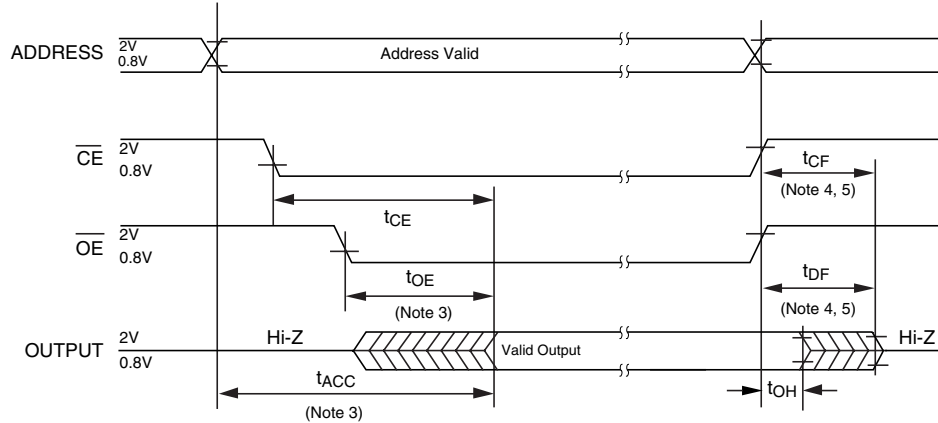 ADDRESS 2V 0.8V Address Valid
CE 2V 0.8V
tCF
(Note 4, 5)
tCE
OE 2V 0.8V
tOE
(Note 3)
tDF
(Note 4, 5)
OUTPUT 2V 0.8V Hi-Z Valid Output Hi-Z
tACC
(Note 3)
tOH